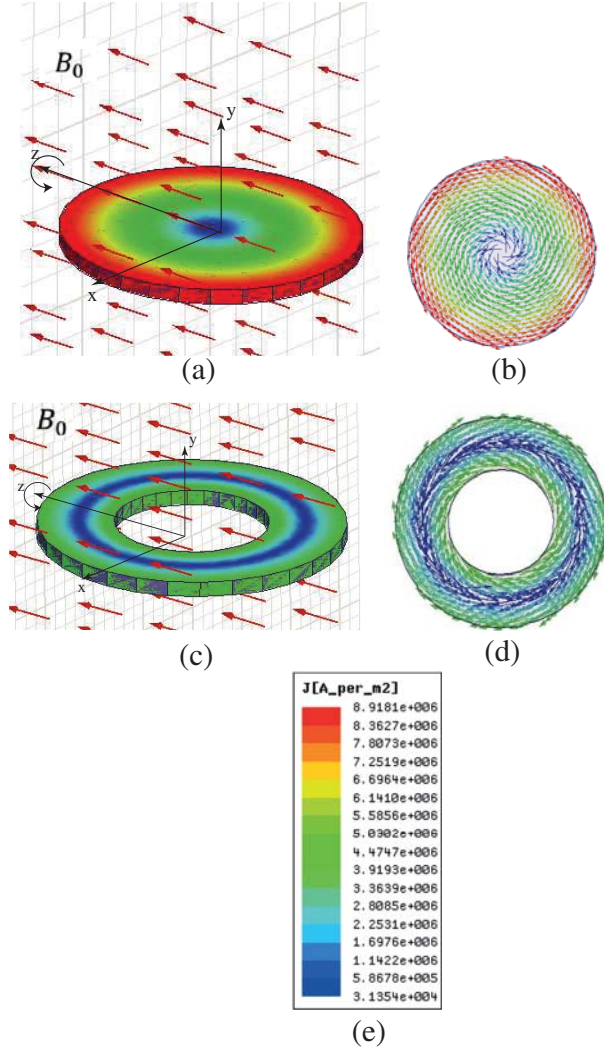 B₀
y
z
x
(a)
(b)
B₀
y
z
x
(c)
(d)
J[A_per_m2]
8.9181e+006
8.3627e+006
7.8073e+006
7.2519e+006
6.6964e+006
6.1410e+006
5.5856e+006
5.0302e+006
4.4747e+006
3.9193e+006
3.3639e+006
2.8085e+006
2.2531e+006
1.6976e+006
1.1422e+006
5.8678e+005
3.1354e+004
(e)